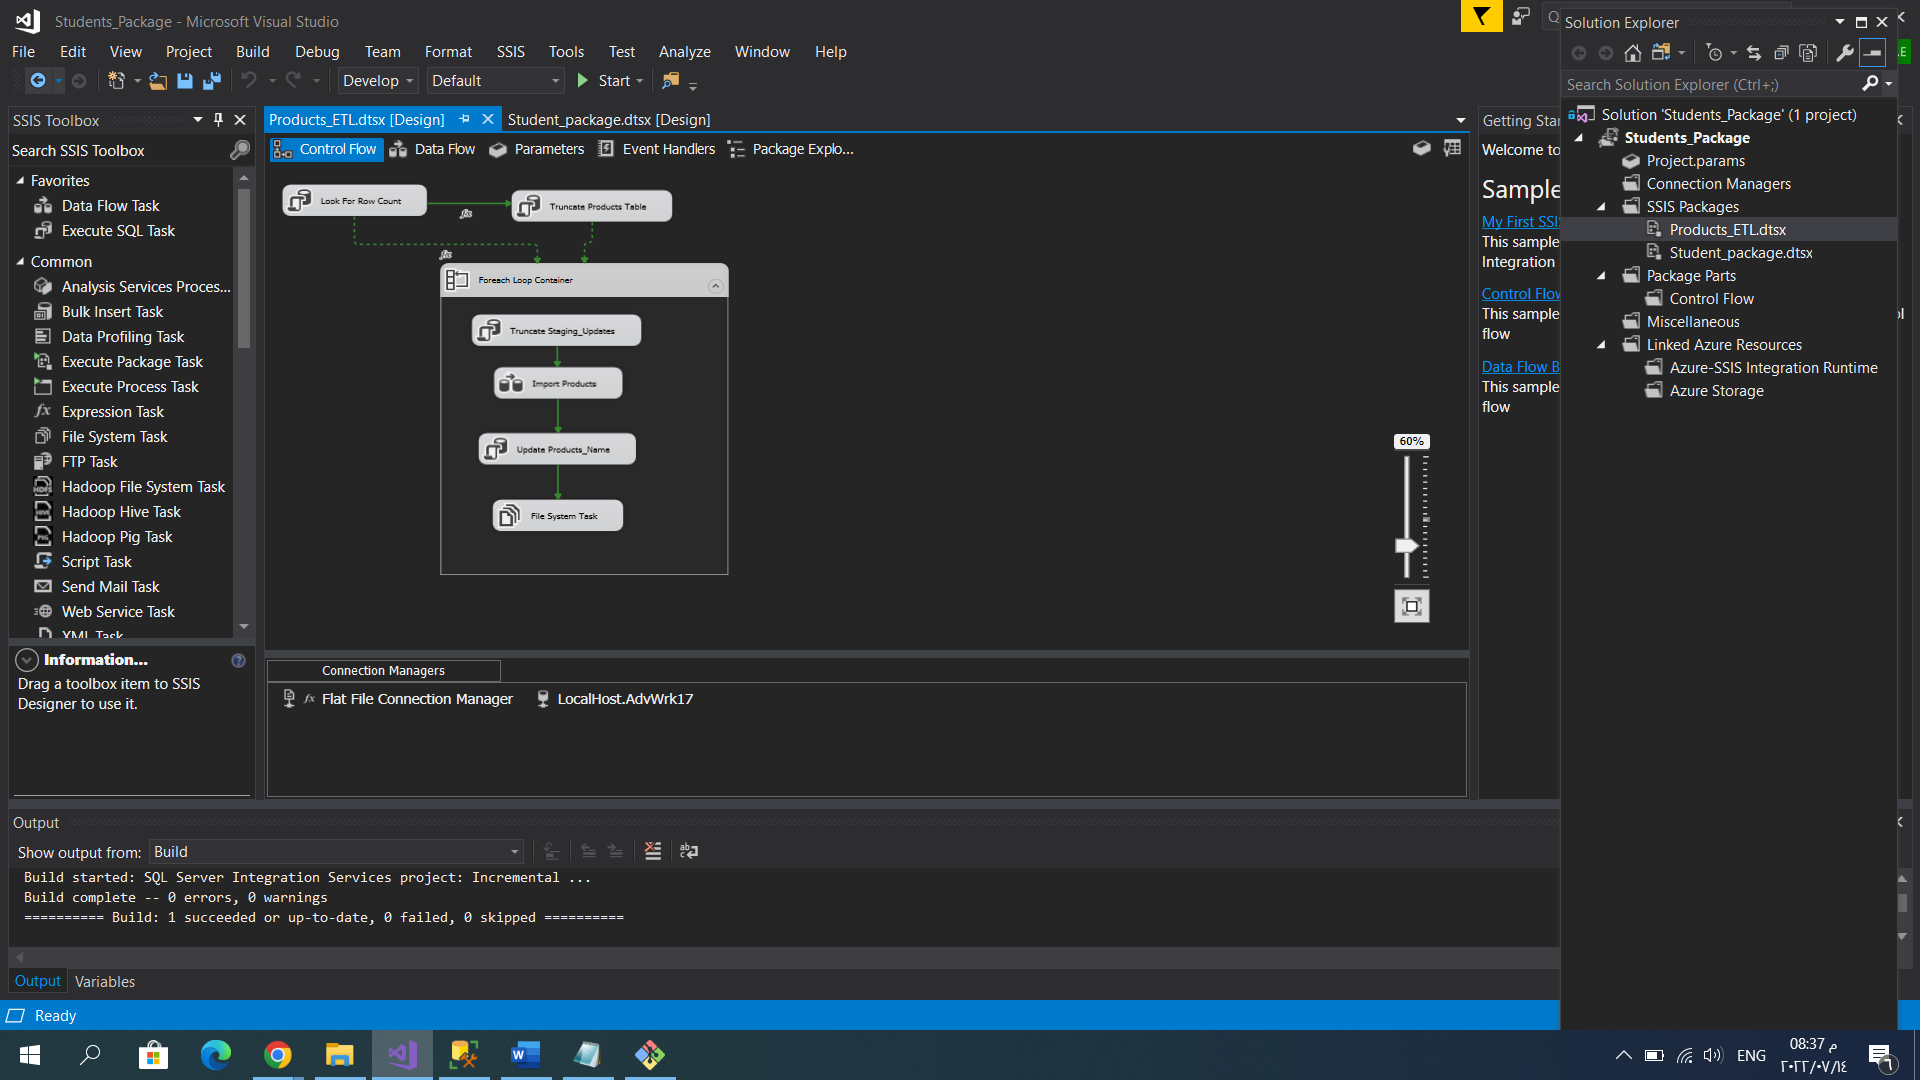 Students_Package - Microsoft Visual Studio
File Edit View Project Build Debug Team Format SSIS Tools Test Analyze Window Help
Develop Default Start
SSIS Toolbox
Search SSIS Toolbox
Favorites
Data Flow Task
Execute SQL Task
Common
Analysis Services Proces...
Bulk Insert Task
Data Profiling Task
Execute Package Task
Execute Process Task
Expression Task
File System Task
FTP Task
Hadoop File System Task
Hadoop Hive Task
Hadoop Pig Task
Script Task
Send Mail Task
Web Service Task
XML Task
Information...
Drag a toolbox item to SSIS
Designer to use it.
Products_ETL.dtsx [Design] Student_package.dtsx [Design]
Control Flow Data Flow Parameters Event Handlers Package Explo...
Look For Row Count
fx
Truncate Products Table
fx
Foreach Loop Container
Truncate Staging_Updates
Import Products
Update Products_Name
File System Task
60%
Connection Managers
fx Flat File Connection Manager LocalHost.AdvWrk17
Getting Star
Welcome to
Sample
My First SSI
This sample
Integration
Control Flow
This sample
flow
Data Flow B
This sample
flow
Solution Explorer
Search Solution Explorer (Ctrl+;)
Solution 'Students_Package' (1 project)
Students_Package
Project.params
Connection Managers
SSIS Packages
Products_ETL.dtsx
Student_package.dtsx
Package Parts
Control Flow
Miscellaneous
Linked Azure Resources
Azure-SSIS Integration Runtime
Azure Storage
Output
Show output from: Build
Build started: SQL Server Integration Services project: Incremental ...
Build complete -- 0 errors, 0 warnings
========== Build: 1 succeeded or up-to-date, 0 failed, 0 skipped ==========
Output Variables
Ready
ENG
08:37 م
٢٠٢٢/٠٧/١٤
٦